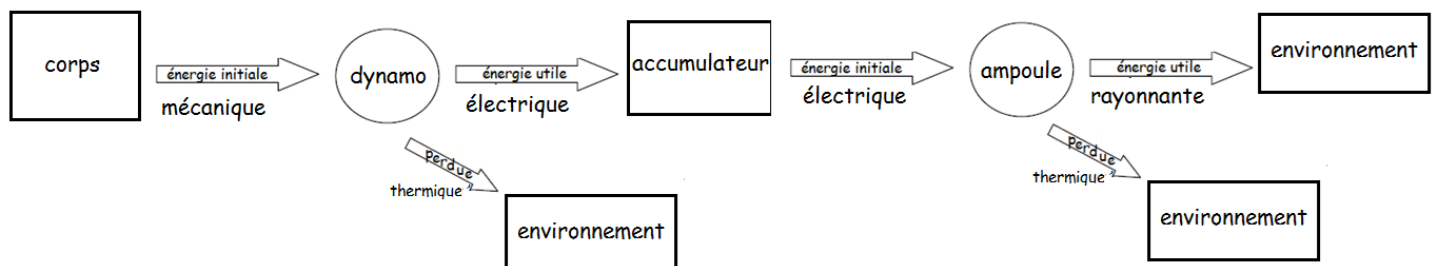 corps
énergie initiale
mécanique
dynamo
énergie utile
électrique
perdue
thermique
environnement
accumulateur
énergie initiale
électrique
ampoule
énergie utile
rayonnante
environnement
perdue
thermique
environnement